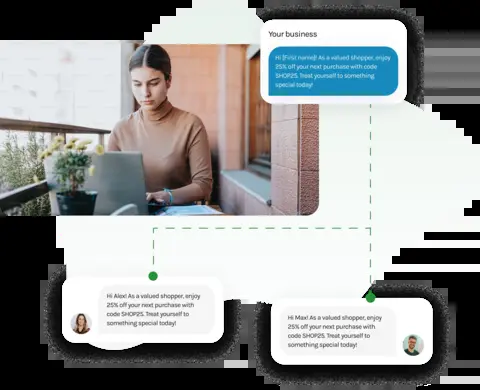 Your business
Hi [First name]! As a valued shopper, enjoy
25% off your next purchase with code
SHOP25. Treat yourself to something
special today!
Hi Alex! As a valued shopper, enjoy
25% off your next purchase with
code SHOP25. Treat yourself to
something special today!
Hi Max! As a valued shopper, enjoy
25% off your next purchase with
code SHOP25. Treat yourself to
something special today!